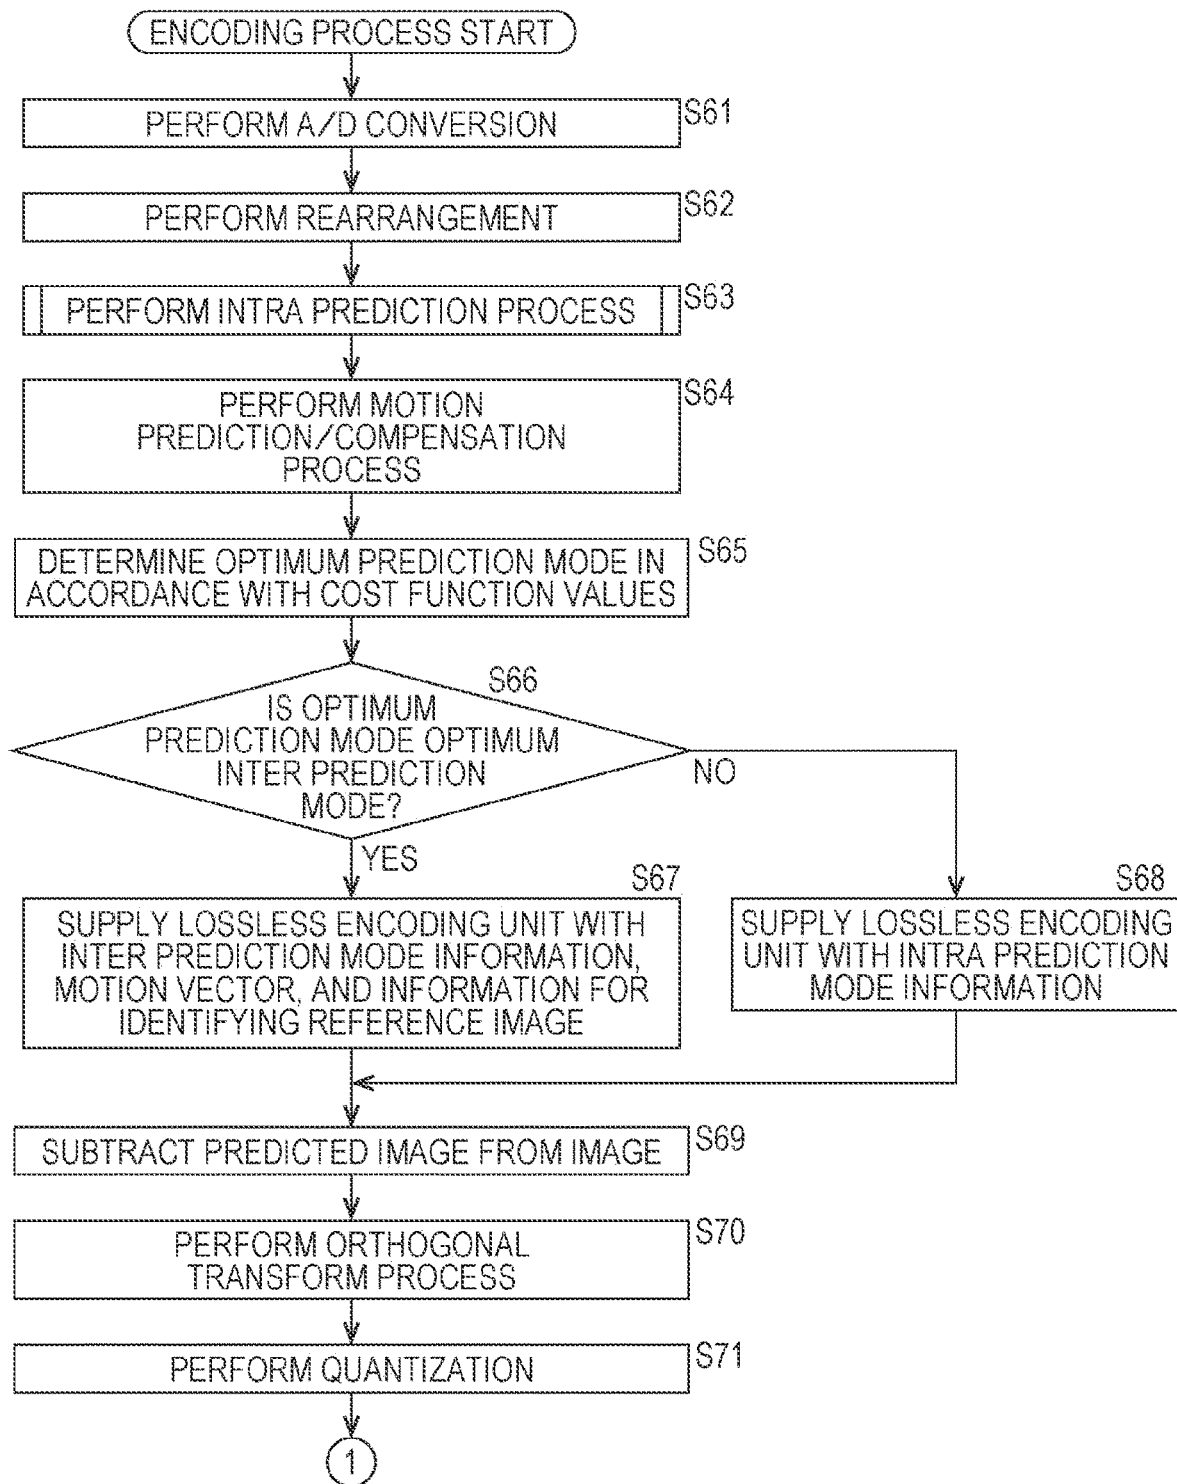 ENCODING PROCESS START
PERFORM A/D CONVERSION
S61
PERFORM REARRANGEMENT
S62
PERFORM INTRA PREDICTION PROCESS
S63
PERFORM MOTION
PREDICTION/COMPENSATION
PROCESS
S64
DETERMINE OPTIMUM PREDICTION MODE IN
ACCORDANCE WITH COST FUNCTION VALUES
S65
S66
IS OPTIMUM
PREDICTION MODE OPTIMUM
INTER PREDICTION
MODE?
NO
YES
S67
SUPPLY LOSSLESS ENCODING UNIT WITH
INTER PREDICTION MODE INFORMATION,
MOTION VECTOR, AND INFORMATION FOR
IDENTIFYING REFERENCE IMAGE
S68
SUPPLY LOSSLESS ENCODING
UNIT WITH INTRA PREDICTION
MODE INFORMATION
SUBTRACT PREDICTED IMAGE FROM IMAGE
S69
PERFORM ORTHOGONAL
TRANSFORM PROCESS
S70
PERFORM QUANTIZATION
S71
1